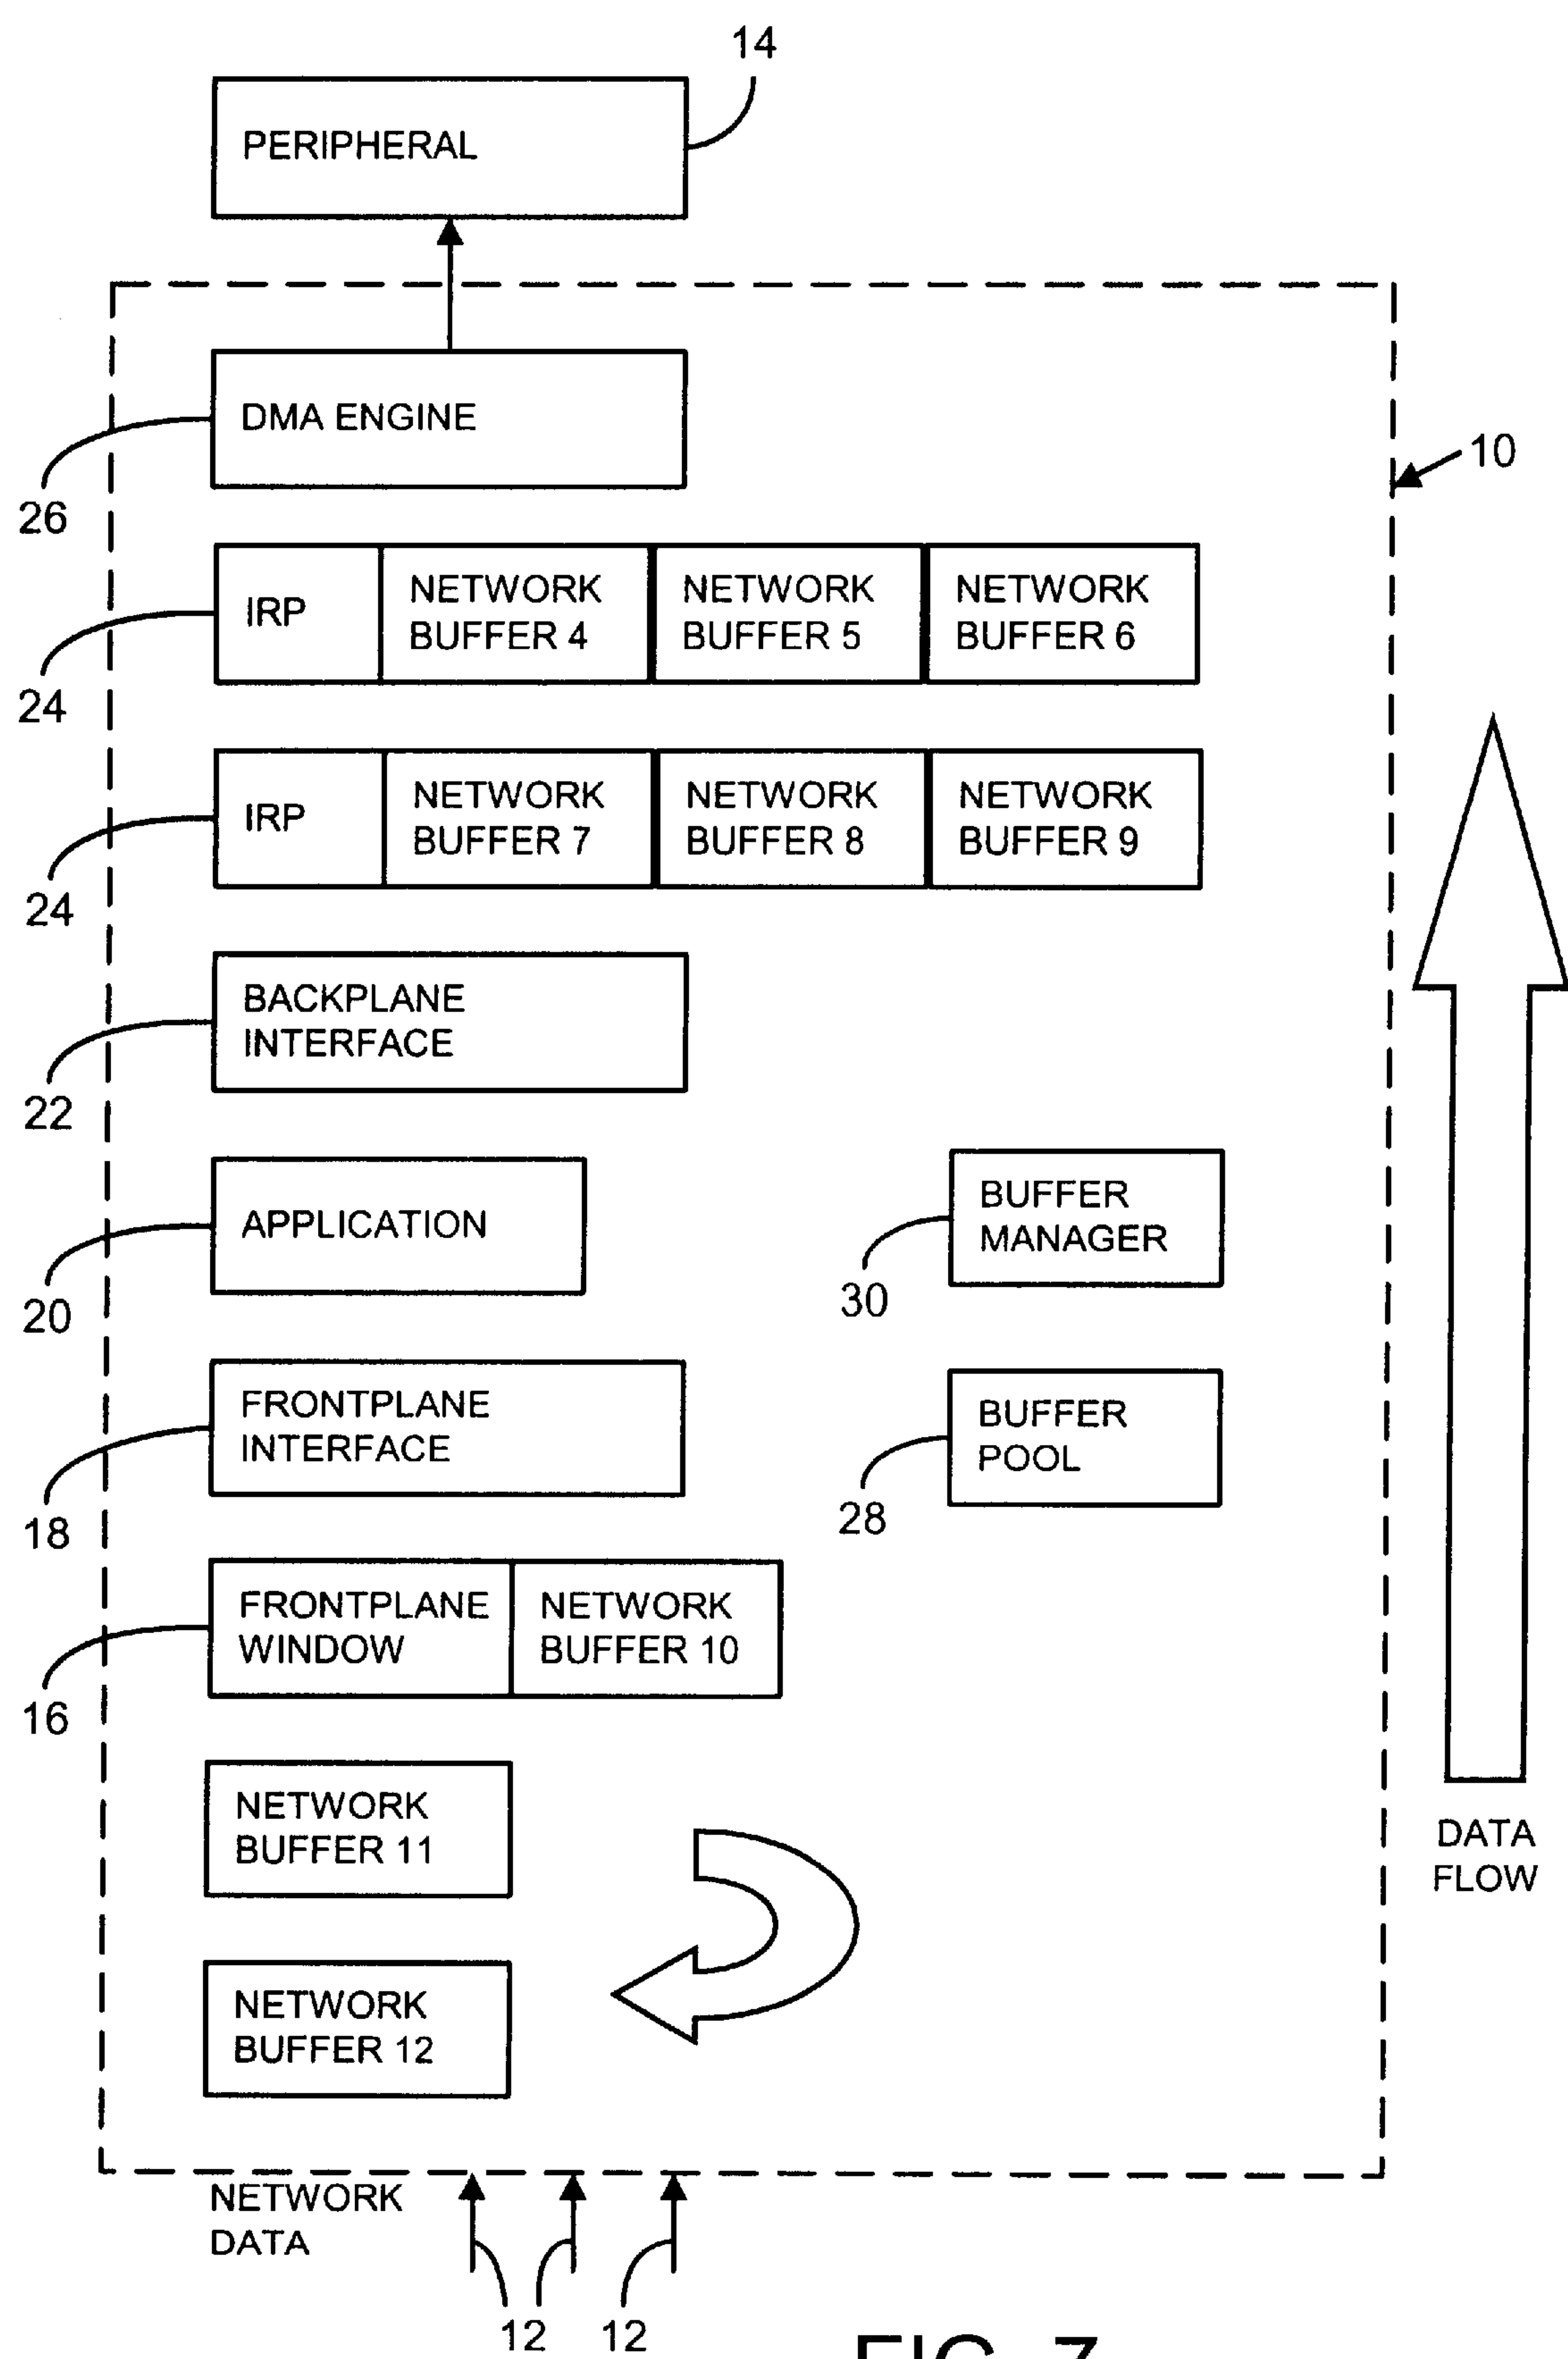 14
PERIPHERAL
DMA ENGINE
10
26
IRP
NETWORK
BUFFER 4
NETWORK
BUFFER 5
NETWORK
BUFFER 6
24
IRP
NETWORK
BUFFER 7
NETWORK
BUFFER 8
NETWORK
BUFFER 9
24
BACKPLANE
INTERFACE
22
APPLICATION
20
BUFFER
MANAGER
30
FRONTPLANE
INTERFACE
18
BUFFER
POOL
28
FRONTPLANE
WINDOW
NETWORK
BUFFER 10
16
NETWORK
BUFFER 11
DATA
FLOW
NETWORK
BUFFER 12
NETWORK
DATA
12
12
FIG. 7